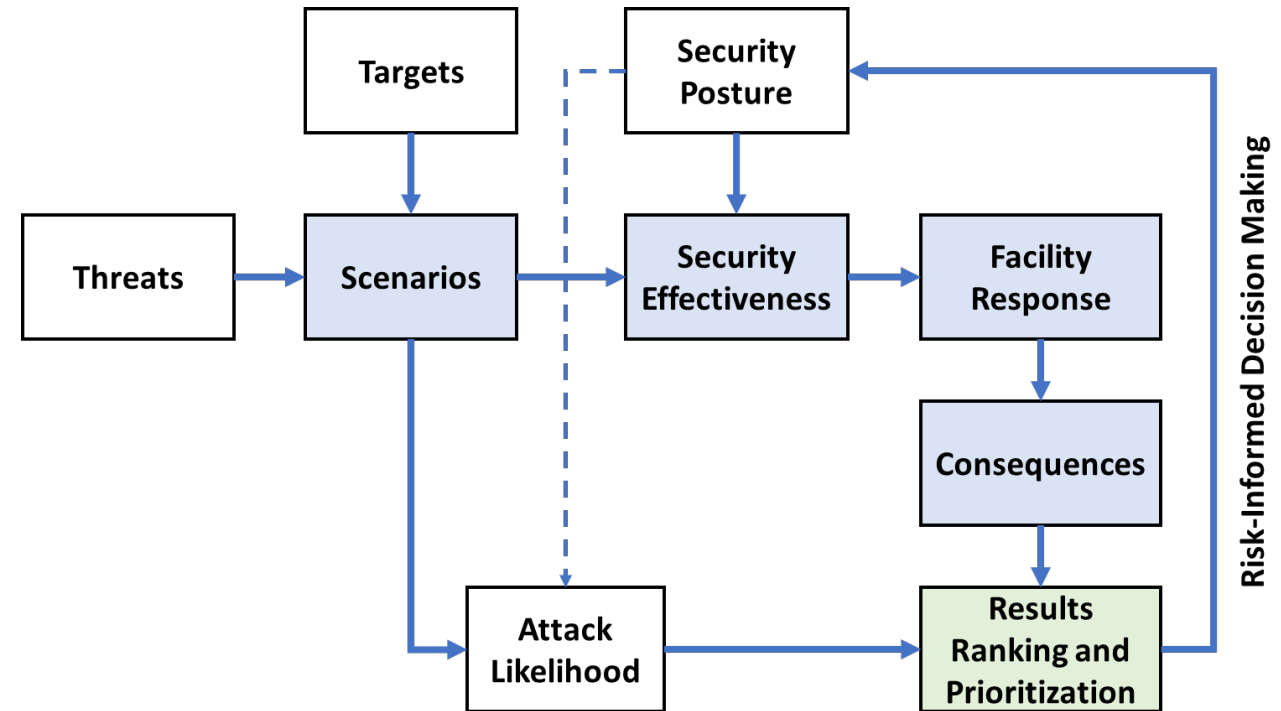 Targets
Security
Posture
Threats
Scenarios
Security
Effectiveness
Facility
Response
Consequences
Attack
Likelihood
Results
Ranking and
Prioritization
Risk-Informed Decision Making